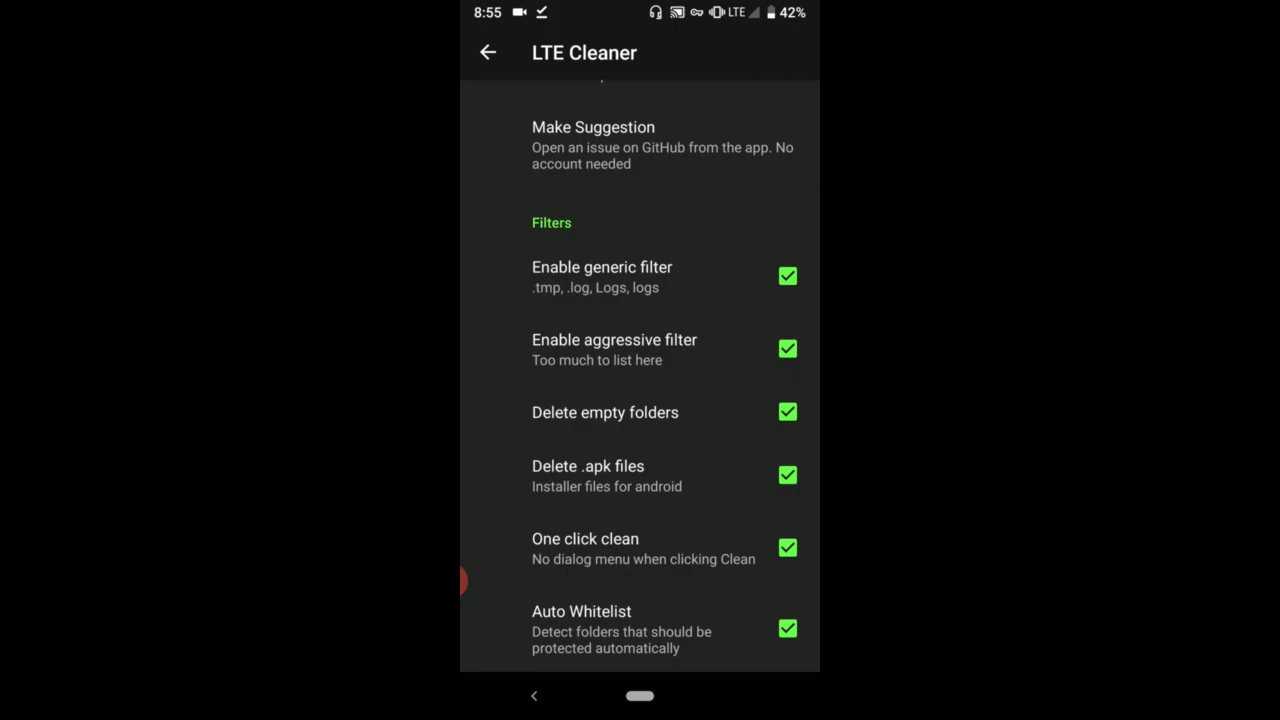 8:55
LTE
42%
LTE Cleaner
Make Suggestion
Open an issue on GitHub from the app. No
account needed
Filters
Enable generic filter
.tmp, .log, Logs, logs
Enable aggressive filter
Too much to list here
Delete empty folders
Delete .apk files
Installer files for android
One click clean
No dialog menu when clicking Clean
Auto Whitelist
Detect folders that should be
protected automatically